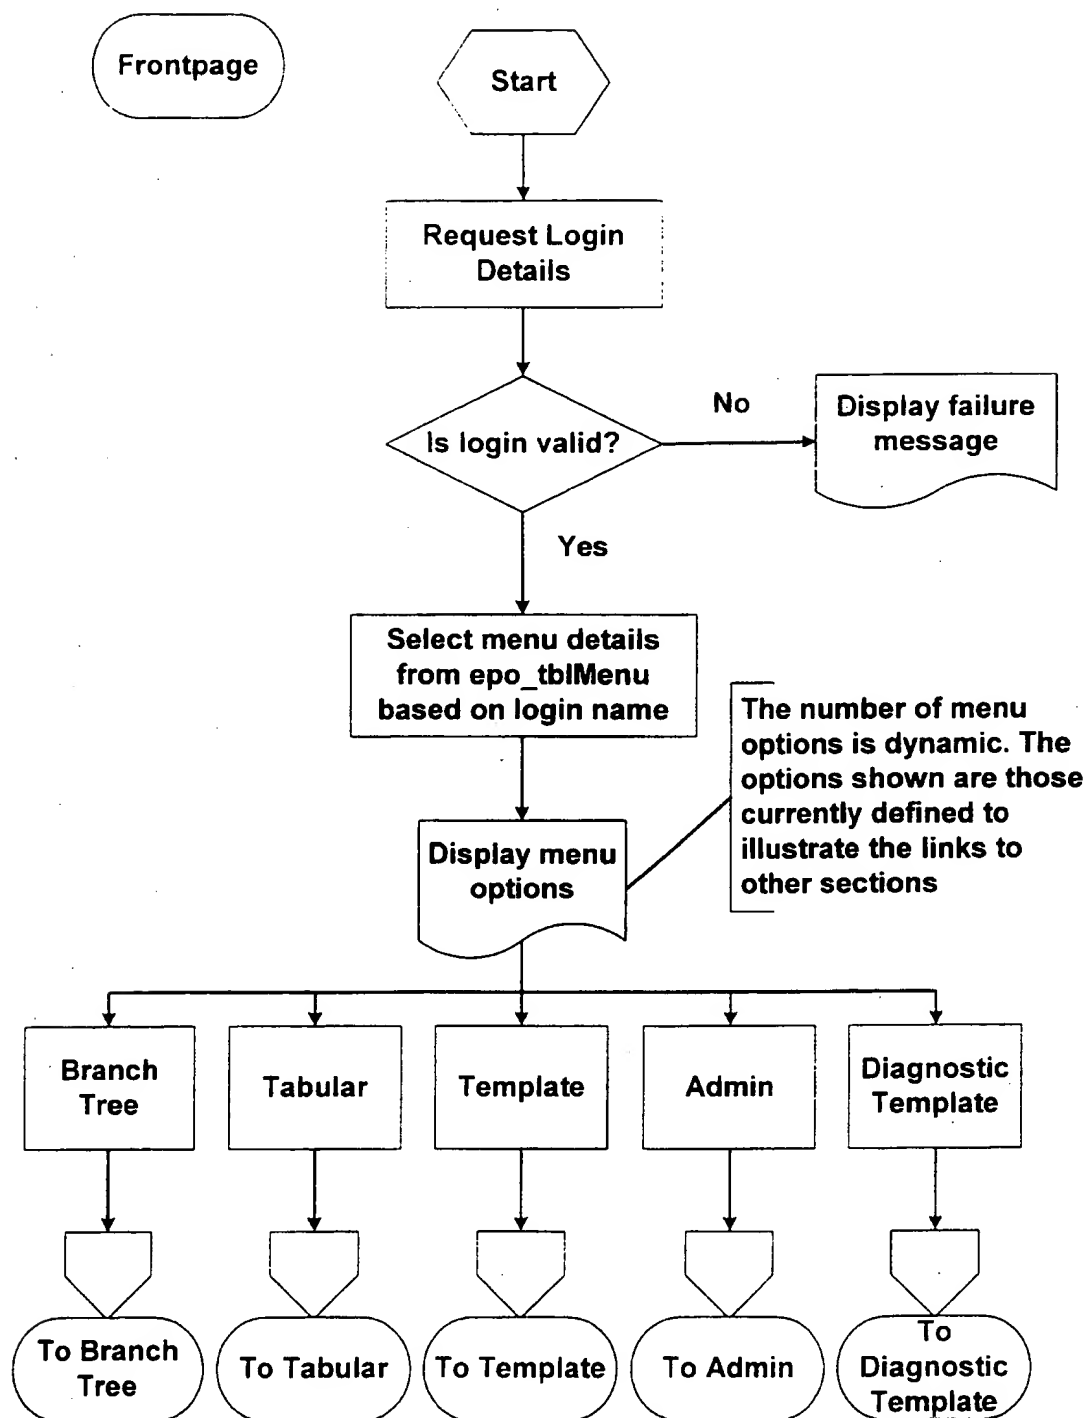 Frontpage
Start
Request Login
Details
Is login valid?
No
Display failure
message
Yes
Select menu details
from epo_tblMenu
based on login name
The number of menu
options is dynamic. The
options shown are those
currently defined to
illustrate the links to
other sections
Display menu
options
Branch
Tree
Tabular
Template
Admin
Diagnostic
Template
To Branch
Tree
To Tabular
To Template
To Admin
To
Diagnostic
Template